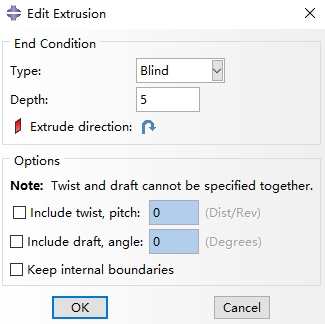 Edit Extrusion
End Condition
Type: Blind
Depth: 5
Extrude direction:
Options
Note: Twist and draft cannot be specified together.
Include twist, pitch: 0 (Dist/Rev)
Include draft, angle: 0 (Degrees)
Keep internal boundaries
OK Cancel